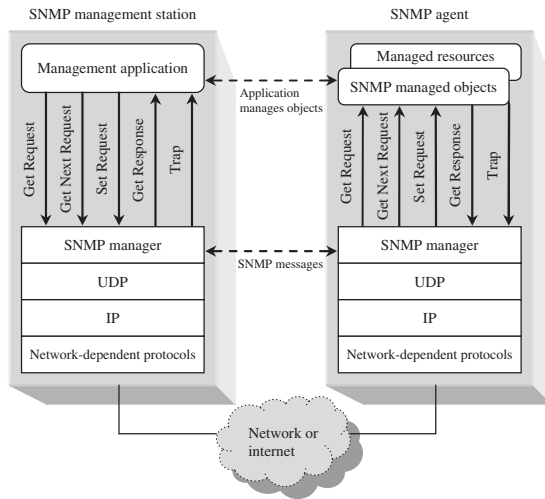 SNMP management station
SNMP agent
Management application
Managed resources
SNMP managed objects
Application
manages objects
Get Request
Get Next Request
Set Request
Get Response
Trap
Get Request
Get Next Request
Set Request
Get Response
Trap
SNMP manager
SNMP messages
SNMP manager
UDP
UDP
IP
IP
Network-dependent protocols
Network-dependent protocols
Network or
internet